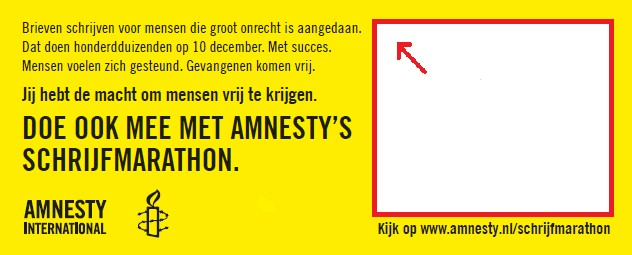 Brieven schrijven voor mensen die groot onrecht is aangedaan.
Dat doen honderdduizenden op 10 december. Met succes.
Mensen voelen zich gesteund. Gevangenen komen vrij.
Jij hebt de macht om mensen vrij te krijgen.
DOE OOK MEE MET AMNESTY'S
SCHRIJFMARATHON.
AMNESTY
INTERNATIONAL
Kijk op www.amnesty.nl/schrijfmarathon